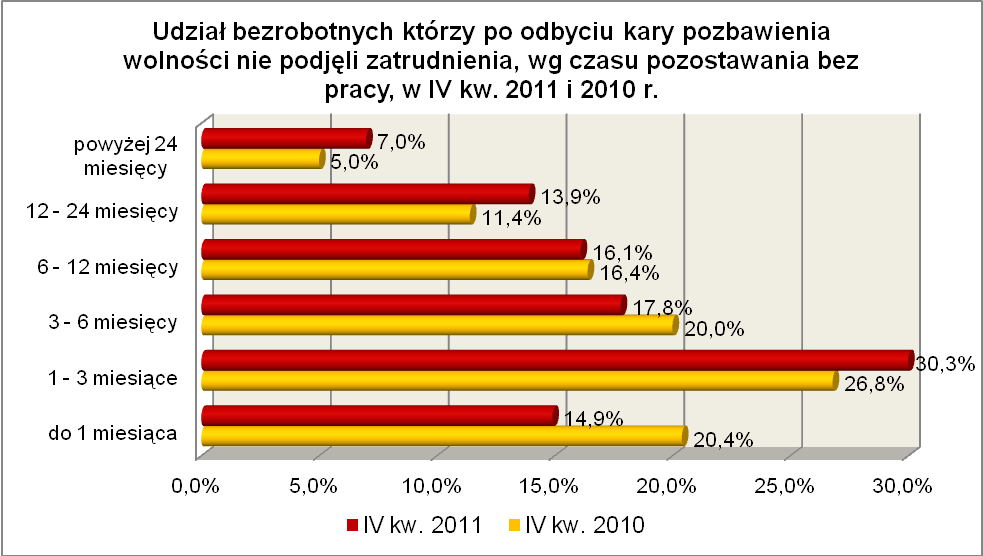 Udział bezrobotnych którzy po odbyciu kary pozbawienia
wolności nie podjęli zatrudnienia, wg czasu pozostawania bez
pracy, w IV kw. 2011 i 2010 r.
powyżej 24
miesięcy
7,0%
5,0%
12 - 24 miesięcy
13,9%
11,4%
6 - 12 miesięcy
16,1%
16,4%
3 - 6 miesięcy
17,8%
20,0%
1 - 3 miesiące
30,3%
26,8%
do 1 miesiąca
14,9%
20,4%
0,0% 5,0% 10,0% 15,0% 20,0% 25,0% 30,0%
IV kw. 2011 IV kw. 2010